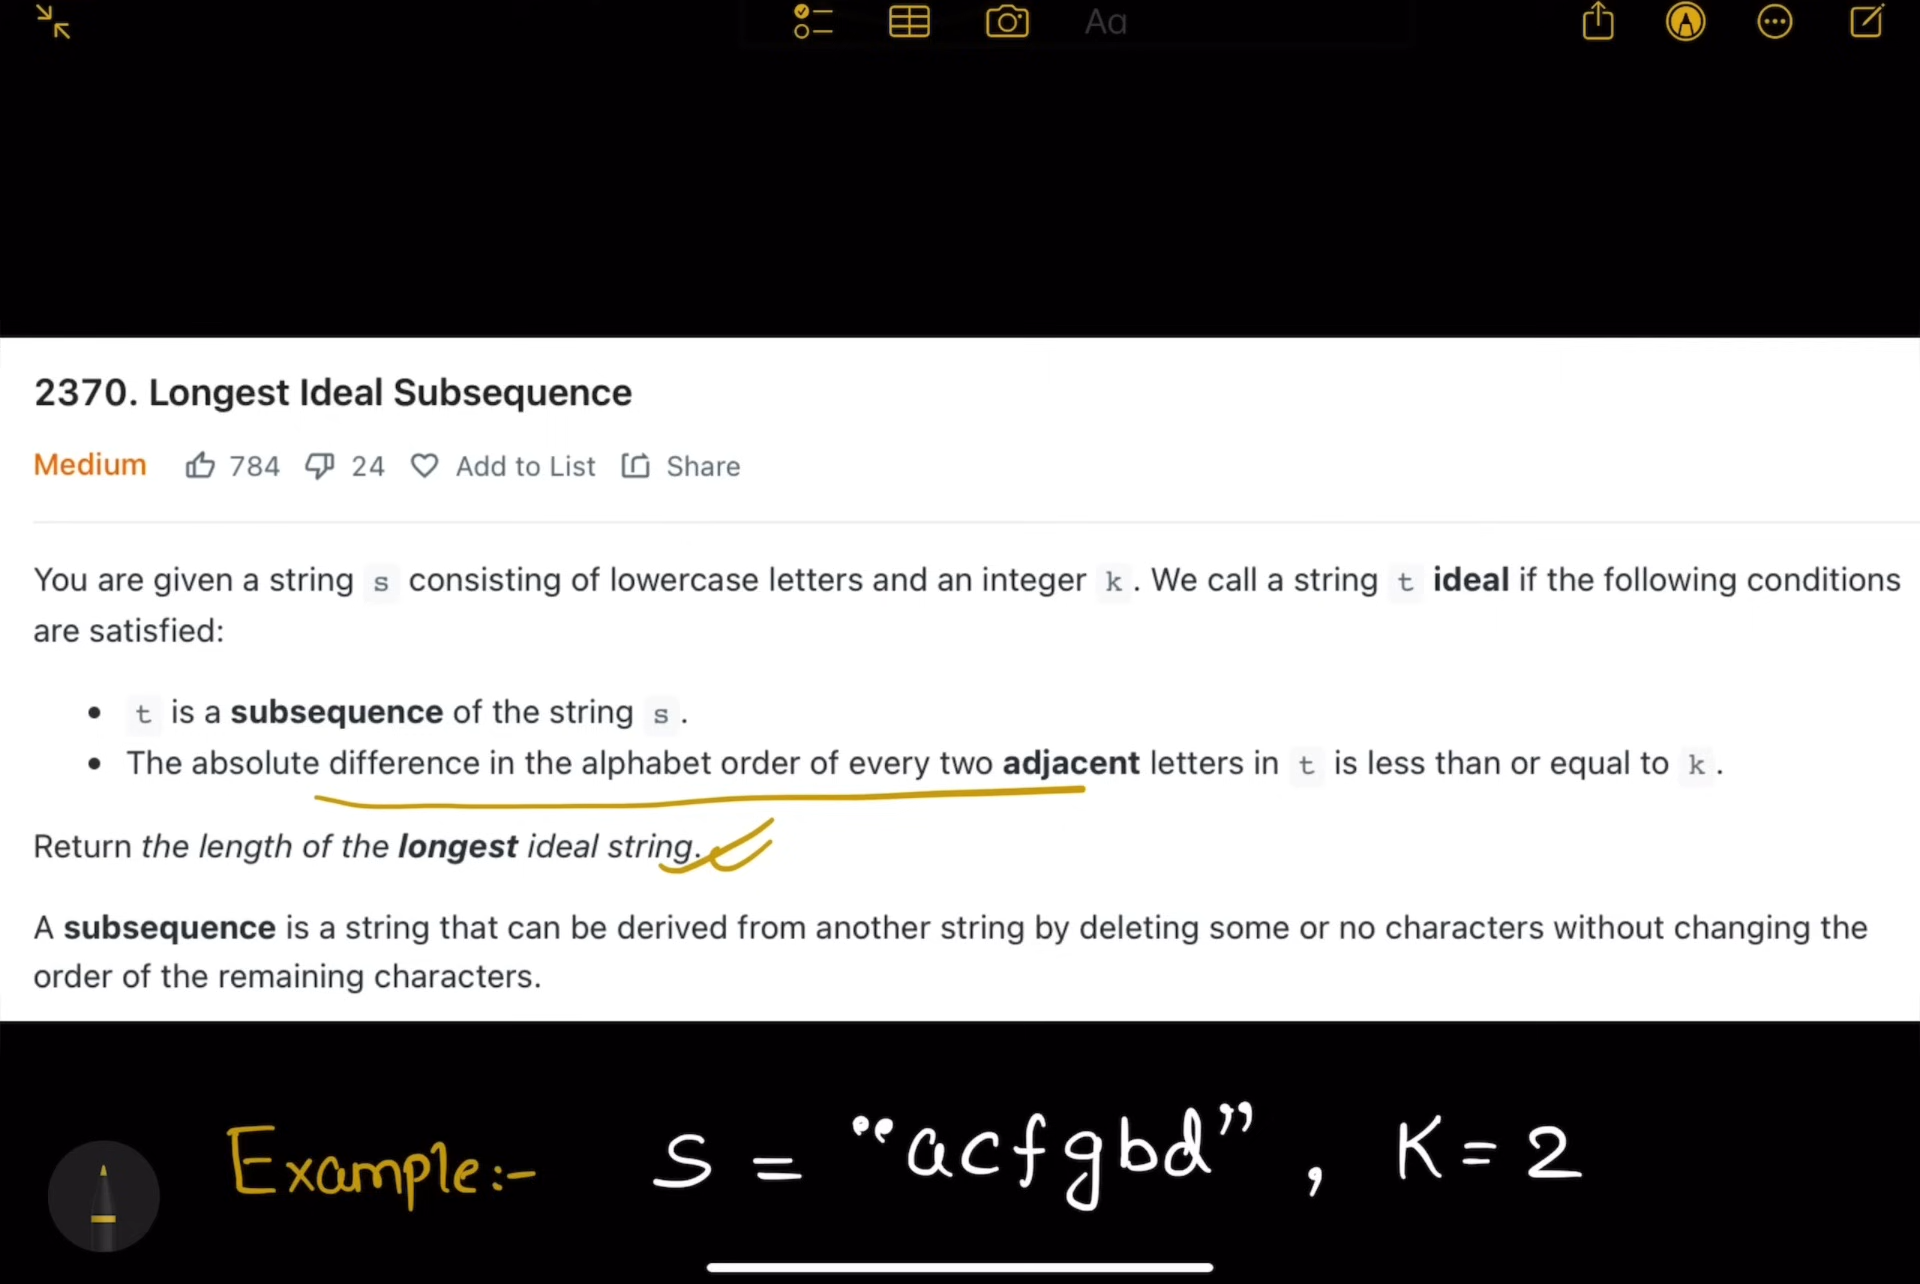 Aa
2370. Longest Ideal Subsequence
Medium 784 24 Add to List Share
You are given a string s consisting of lowercase letters and an integer k. We call a string t ideal if the following conditions
are satisfied:
• t is a subsequence of the string s.
• The absolute difference in the alphabet order of every two adjacent letters in t is less than or equal to k.
Return the length of the longest ideal string.
A subsequence is a string that can be derived from another string by deleting some or no characters without changing the
order of the remaining characters.
Example:- S = "acfgbd", K = 2